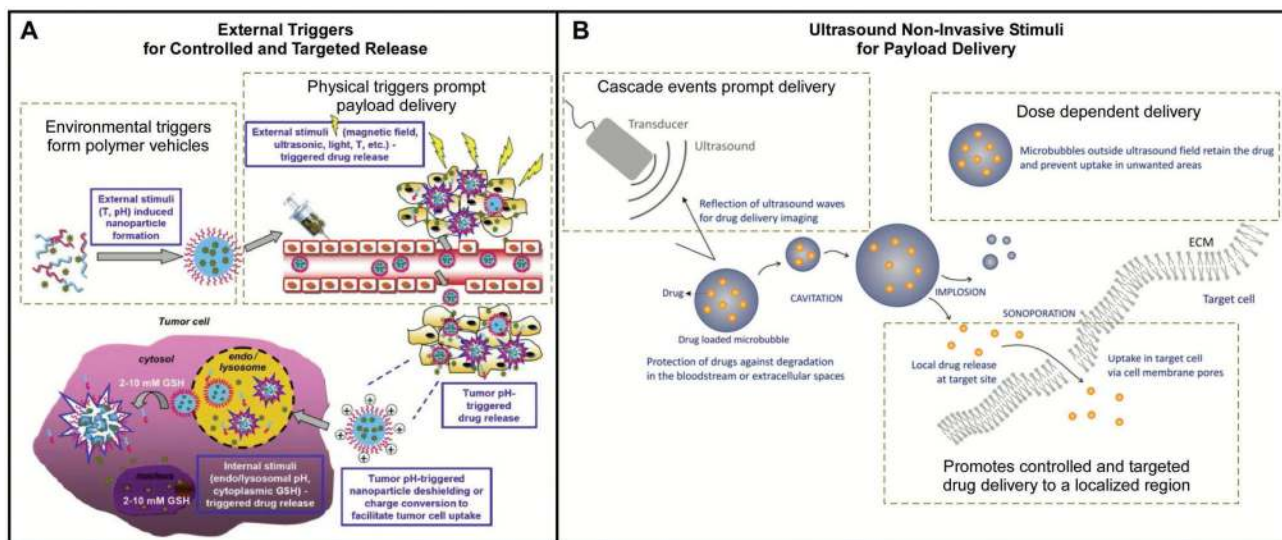 A
External Triggers
for Controlled and Targeted Release
Environmental triggers
form polymer vehicles
External stimuli
(T, pH) induced
nanoparticle
formation
Physical triggers prompt
payload delivery
External stimuli (magnetic field,
ultrasonic, light, T, etc.) -
triggered drug release
Tumor cell
cytosol
endo/
lysosome
2-10 mM GSH
nucleus
2-10 mM GSH
Internal stimuli
(endo/lysosomal pH,
cytoplasmic GSH) -
triggered drug release
Tumor pH-
triggered
drug release
Tumor pH-triggered
nanoparticle deshielding or
charge conversion to
facilitate tumor cell uptake
B
Ultrasound Non-Invasive Stimuli
for Payload Delivery
Cascade events prompt delivery
Transducer
Ultrasound
Reflection of ultrasound waves
for drug delivery imaging
Dose dependent delivery
Microbubbles outside ultrasound field retain the drug
and prevent uptake in unwanted areas
Drug
Drug loaded microbubble
Protection of drugs against degradation
in the bloodstream or extracellular spaces
CAVITATION
IMPLOSION
SONOPORATION
ECM
Target cell
Local drug release
at target site
Uptake in target cell
via cell membrane pores
Promotes controlled and targeted
drug delivery to a localized region